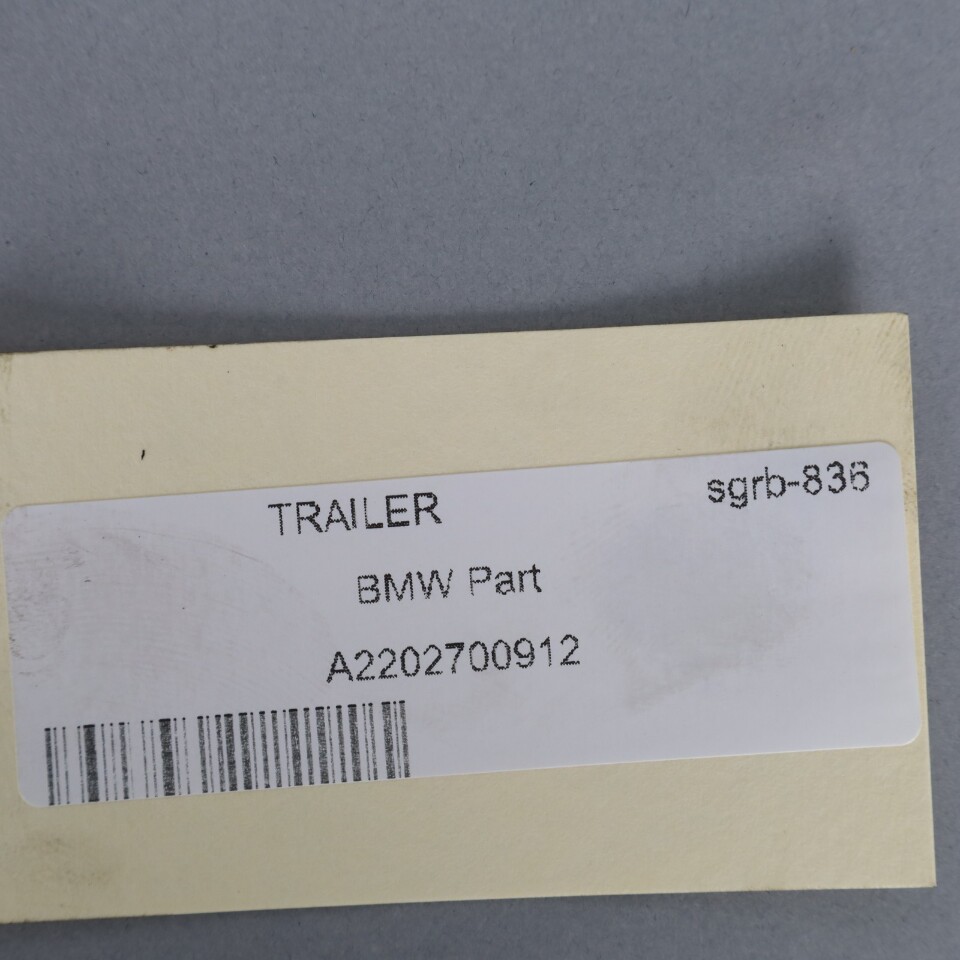 TRAILER sgrb-836
BMW Part
A2202700912